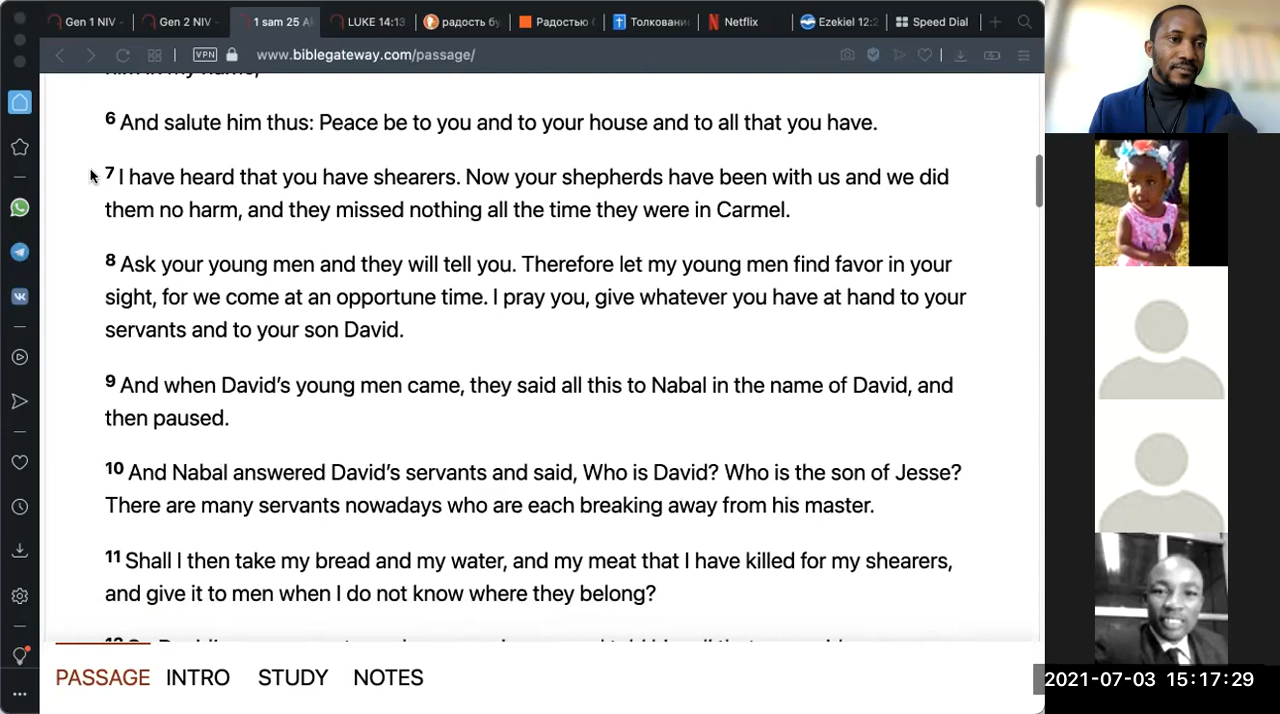 Gen 1 NIV -
Gen 2 NIV -
1 sam 25 A
LUKE 14:13
радость бу
Радостью (
Толковани
Netflix
Ezekiel 12:2
Speed Dial
VPN
www.biblegateway.com/passage/
him in my name,
6 And salute him thus: Peace be to you and to your house and to all that you have.
7 I have heard that you have shearers. Now your shepherds have been with us and we did
them no harm, and they missed nothing all the time they were in Carmel.
8 Ask your young men and they will tell you. Therefore let my young men find favor in your
sight, for we come at an opportune time. I pray you, give whatever you have at hand to your
servants and to your son David.
9 And when David’s young men came, they said all this to Nabal in the name of David, and
then paused.
10 And Nabal answered David’s servants and said, Who is David? Who is the son of Jesse?
There are many servants nowadays who are each breaking away from his master.
11 Shall I then take my bread and my water, and my meat that I have killed for my shearers,
and give it to men when I do not know where they belong?
PASSAGE INTRO STUDY NOTES
2021-07-03 15:17:29